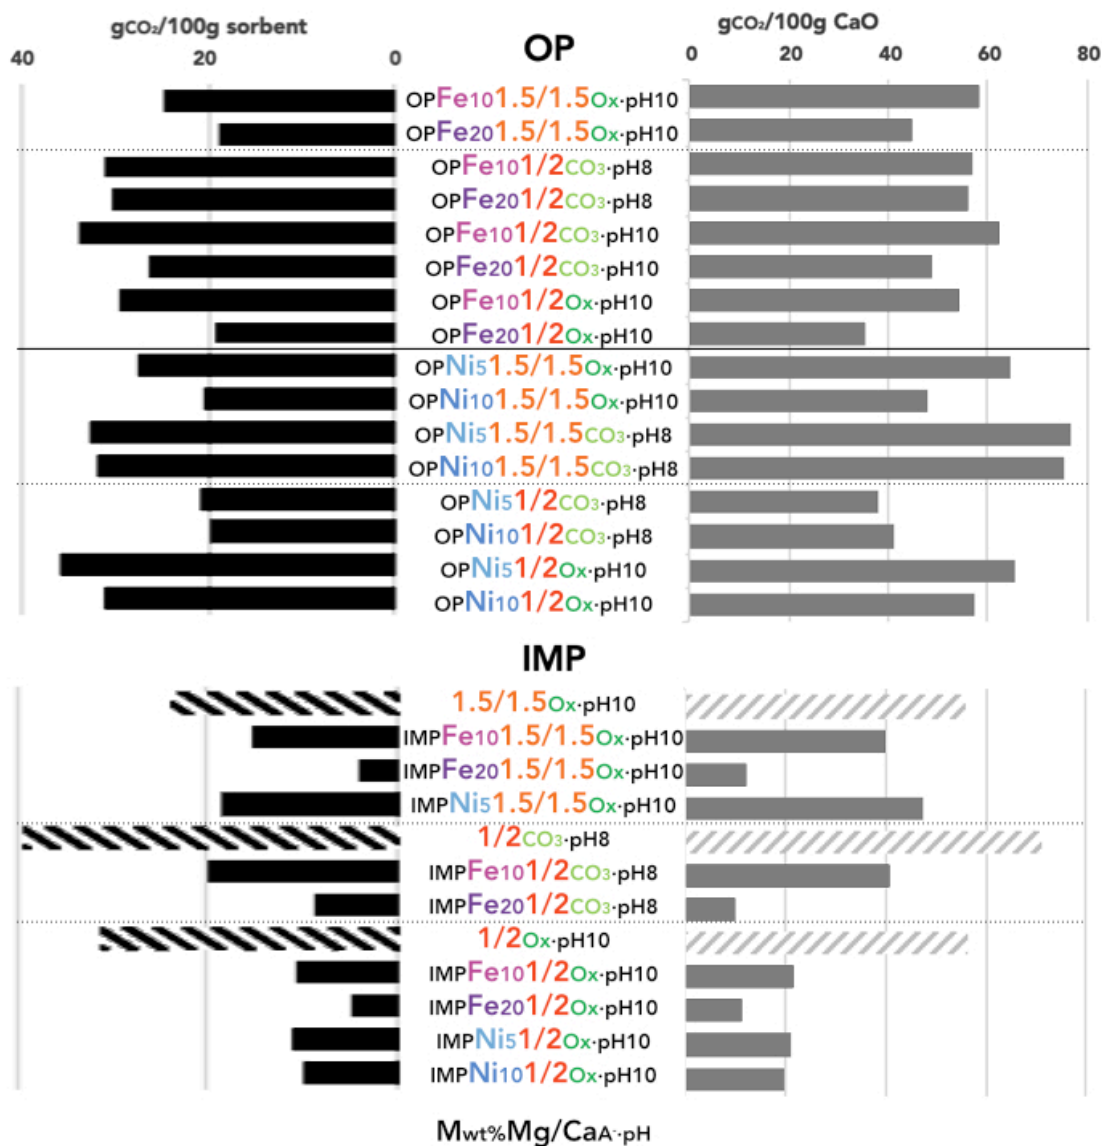 gCO₂/100g sorbent
gCO₂/100g CaO
40 20 0
OP
0 20 40 60 80
OPFe101.5/1.5Ox·pH10
OPFe201.5/1.5Ox·pH10
OPFe101/2CO₃·pH8
OPFe201/2CO₃·pH8
OPFe101/2CO₃·pH10
OPFe201/2CO₃·pH10
OPFe101/2Ox·pH10
OPFe201/2Ox·pH10
OPNi51.5/1.5Ox·pH10
OPNi101.5/1.5Ox·pH10
OPNi51.5/1.5CO₃·pH8
OPNi101.5/1.5CO₃·pH8
OPNi51/2CO₃·pH8
OPNi101/2CO₃·pH8
OPNi51/2Ox·pH10
OPNi101/2Ox·pH10
IMP
1.5/1.5Ox·pH10
IMPFe101.5/1.5Ox·pH10
IMPFe201.5/1.5Ox·pH10
IMPNi51.5/1.5Ox·pH10
1/2CO₃·pH8
IMPFe101/2CO₃·pH8
IMPFe201/2CO₃·pH8
1/2Ox·pH10
IMPFe101/2Ox·pH10
IMPFe201/2Ox·pH10
IMPNi51/2Ox·pH10
IMPNi101/2Ox·pH10
Mwt%Mg/CaA⁻·pH